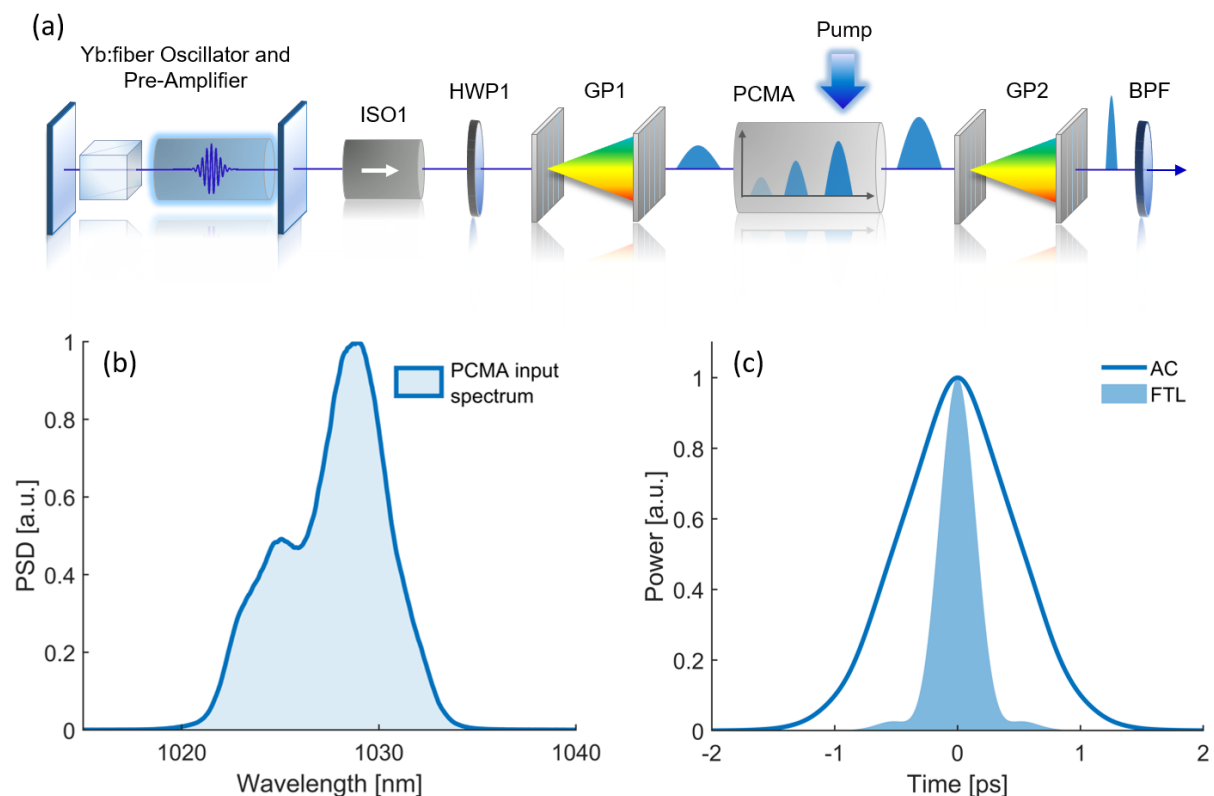 (a)
Yb:fiber Oscillator and
Pre-Amplifier
ISO1
HWP1
GP1
PCMA
Pump
GP2
BPF
(b)
PCMA input
spectrum
PSD [a.u.]
1
0.8
0.6
0.4
0.2
0
1020
1030
1040
Wavelength [nm]
(c)
AC
FTL
Power [a.u.]
1
0.8
0.6
0.4
0.2
0
-2
-1
0
1
2
Time [ps]